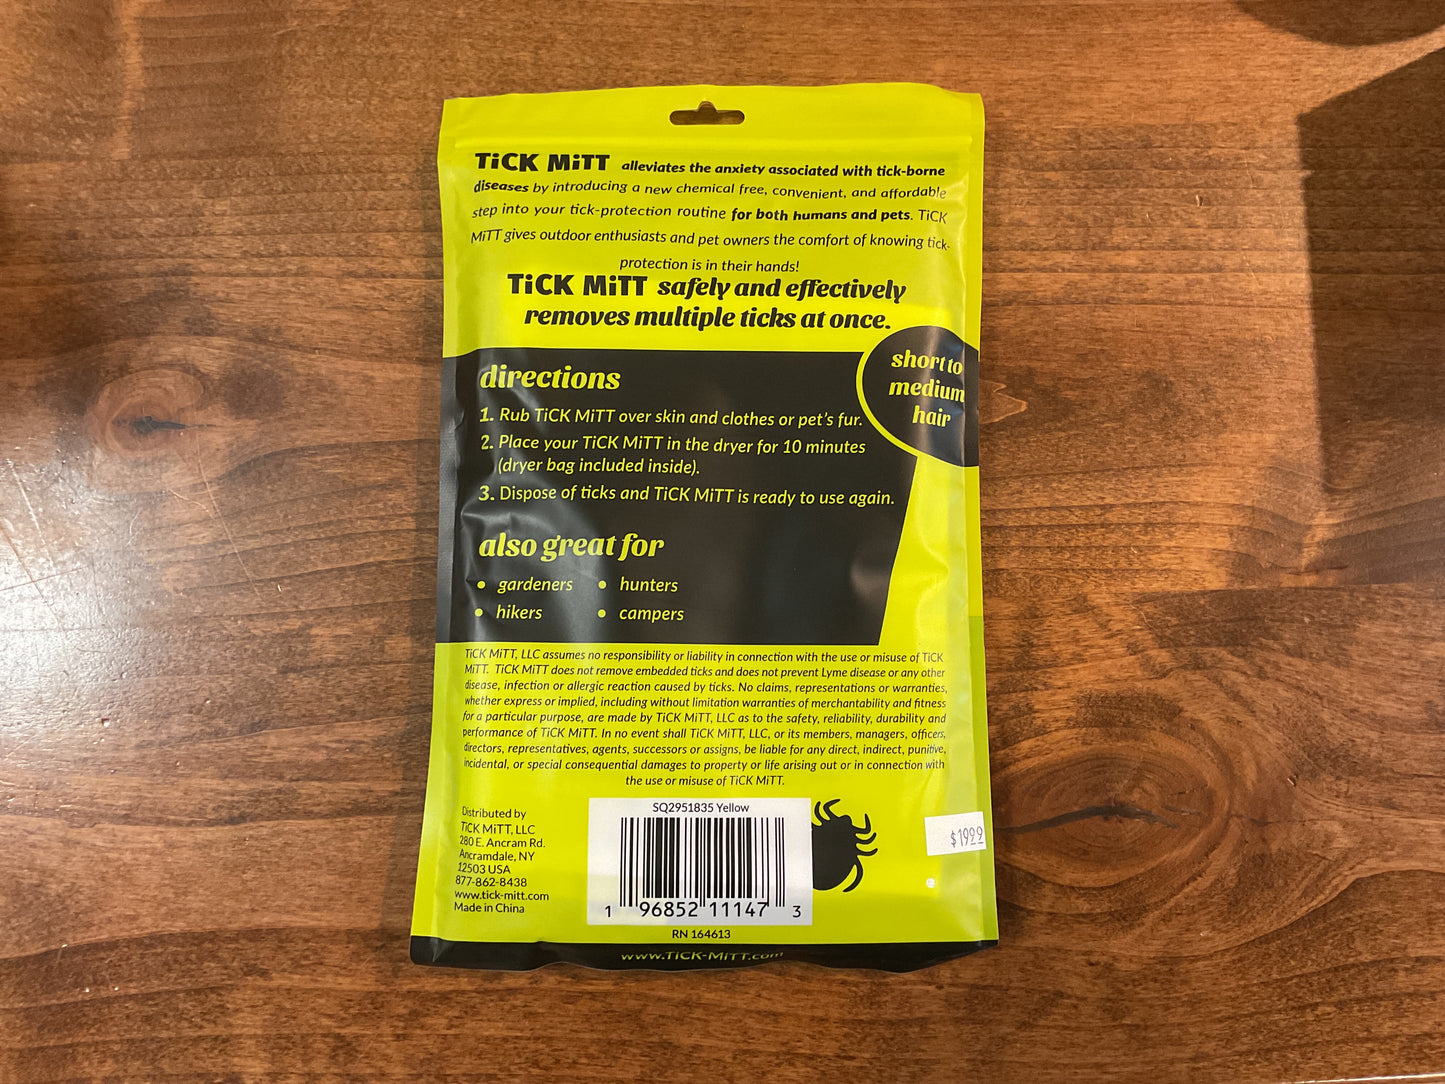 TiCK MiTT alleviates the anxiety associated with tick-borne
diseases by introducing a new chemical free, convenient, and affordable
step into your tick-protection routine for both humans and pets. TiCK
MiTT gives outdoor enthusiasts and pet owners the comfort of knowing tick-
protection is in their hands!
TiCK MiTT safely and effectively
removes multiple ticks at once.
short to
medium
hair
directions
1. Rub TiCK MiTT over skin and clothes or pet's fur.
2. Place your TiCK MiTT in the dryer for 10 minutes
(dryer bag included inside).
3. Dispose of ticks and TiCK MiTT is ready to use again.
also great for
• gardeners • hunters
• hikers • campers
TiCK MiTT, LLC assumes no responsibility or liability in connection with the use or misuse of TiCK
MiTT. TiCK MiTT does not remove embedded ticks and does not prevent Lyme disease or any other
disease, infection or allergic reaction caused by ticks. No claims, representations or warranties,
whether express or implied, including without limitation warranties of merchantability and fitness
for a particular purpose, are made by TiCK MiTT, LLC as to the safety, reliability, durability and
performance of TiCK MiTT. In no event shall TiCK MiTT, LLC, or its members, managers, officers,
directors, representatives, agents, successors or assigns, be liable for any direct, indirect, punitive,
incidental, or special consequential damages to property or life arising out or in connection with
the use or misuse of TiCK MiTT.
Distributed by
TiCK MiTT, LLC
280 E. Ancram Rd.
Ancramdale, NY
12503 USA
877-862-8438
www.tick-mitt.com
Made in China
SQ2951835 Yellow
1 96852 11147 3
RN 164613
$19.99
www.TiCK-MiTT.com